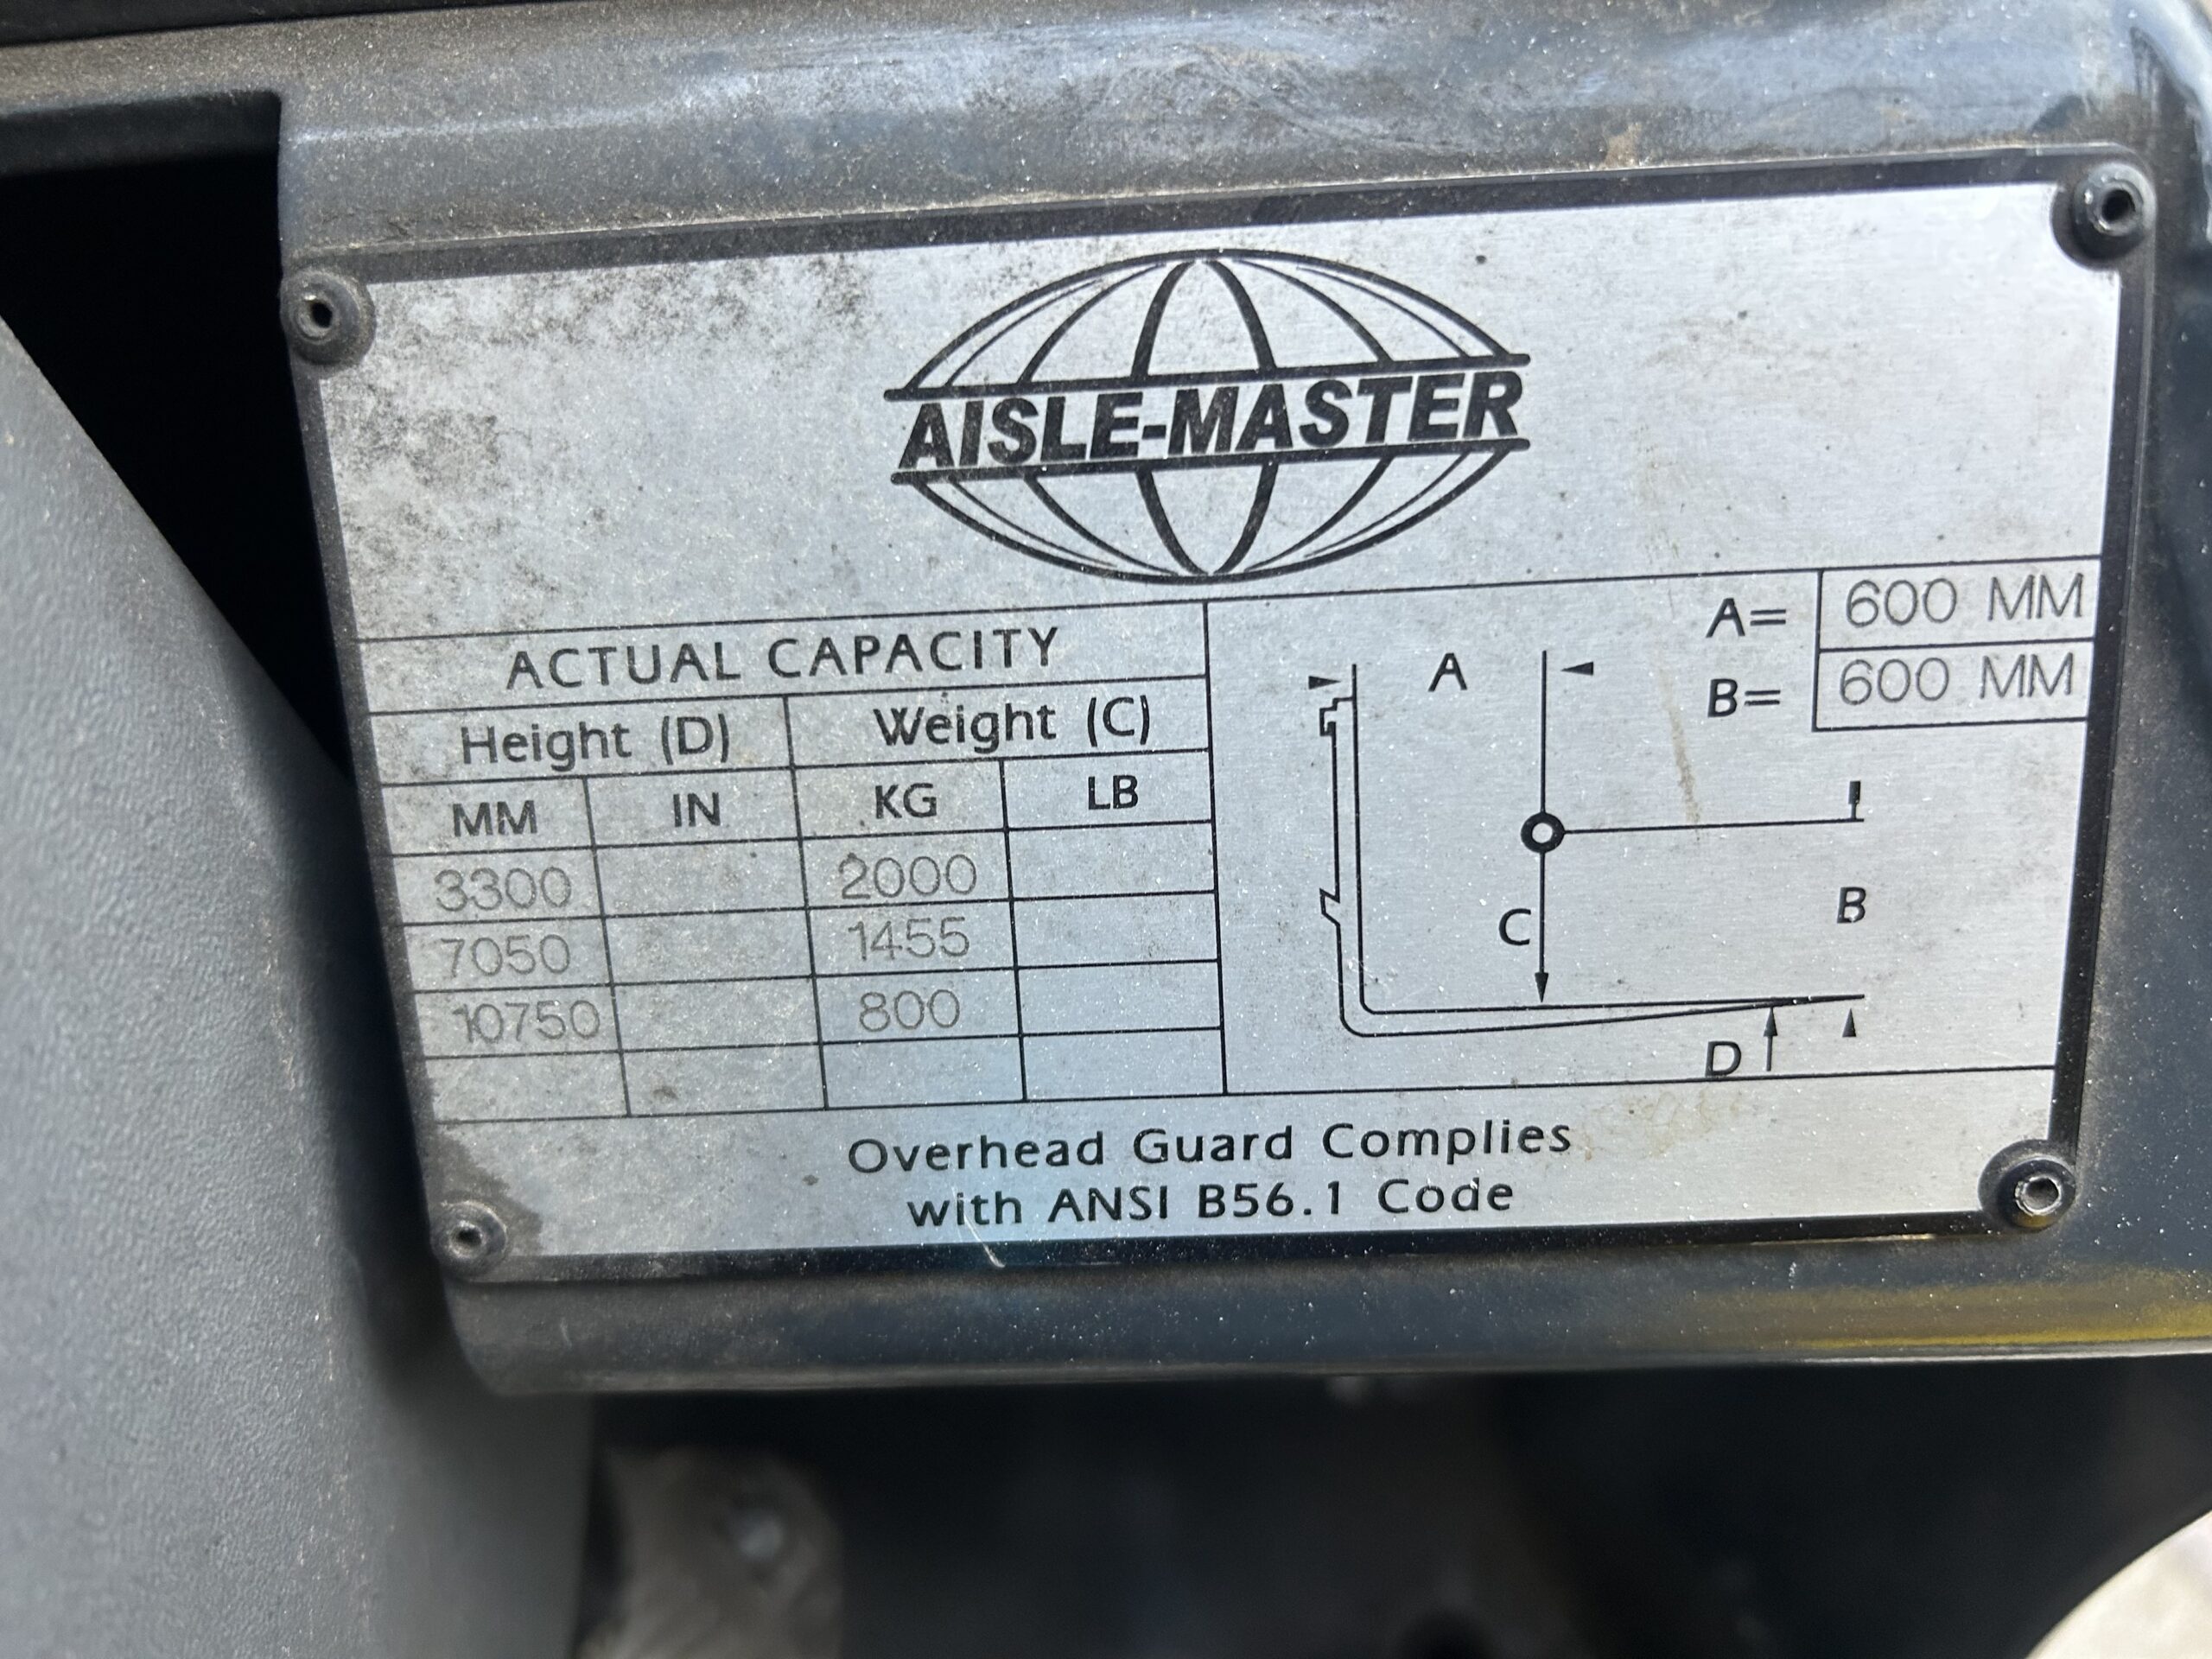 AISLE-MASTER
A= 600 MM
B= 600 MM
ACTUAL CAPACITY
Height (D) Weight (C)
MM IN KG LB
3300 2000
7050 1455
10750 800
A
B
C
D
Overhead Guard Complies
with ANSI B56.1 Code